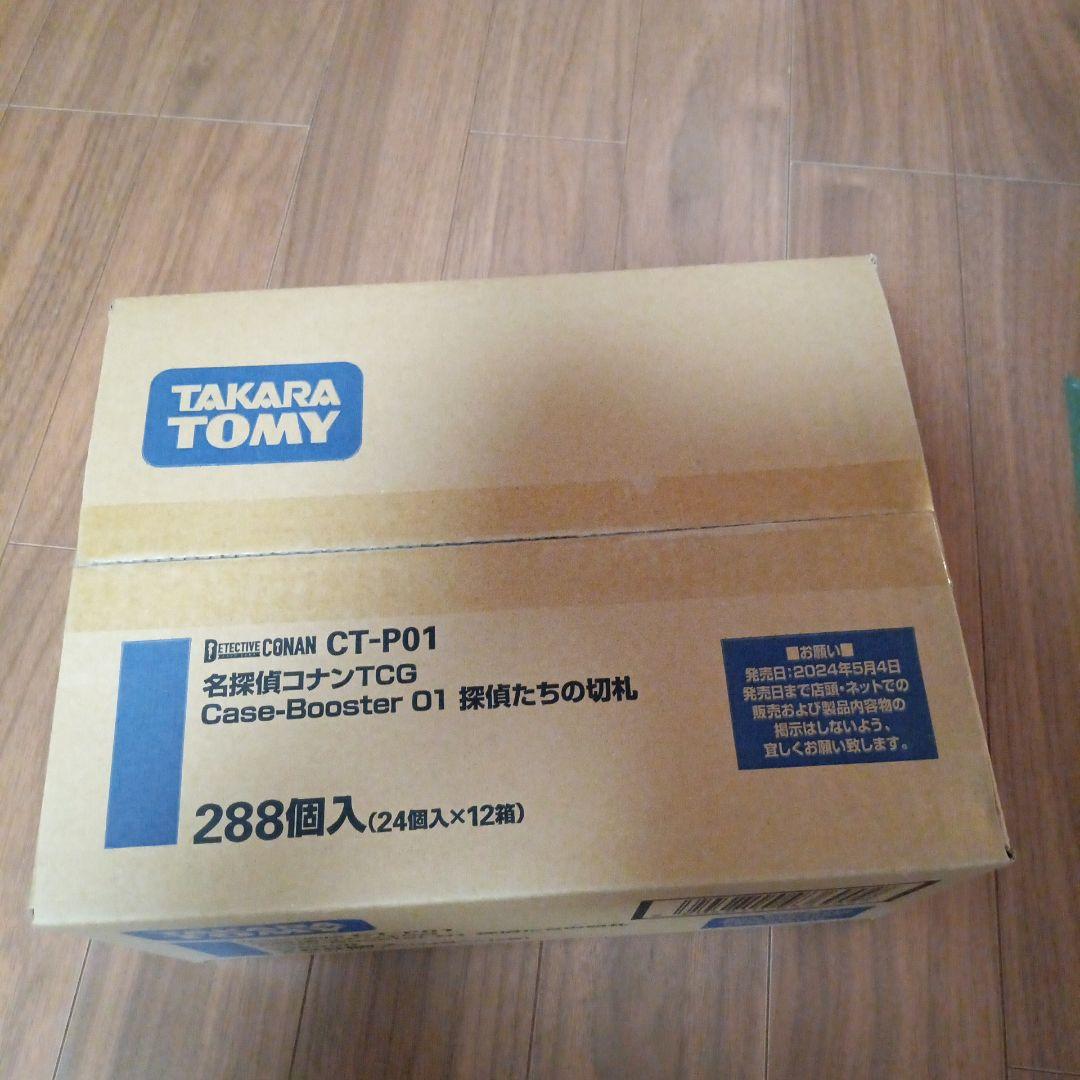 TAKARA
TOMY
DETECTIVE CONAN CT-P01
名探偵コナンTCG
Case-Booster 01 探偵たちの切札
288個入(24個入×12箱)
■お願い■
発売日:2024年5月4日
発売日まで店頭・ネットでの
販売および製品内容物の
掲示はしないよう、
宜しくお願い致します。